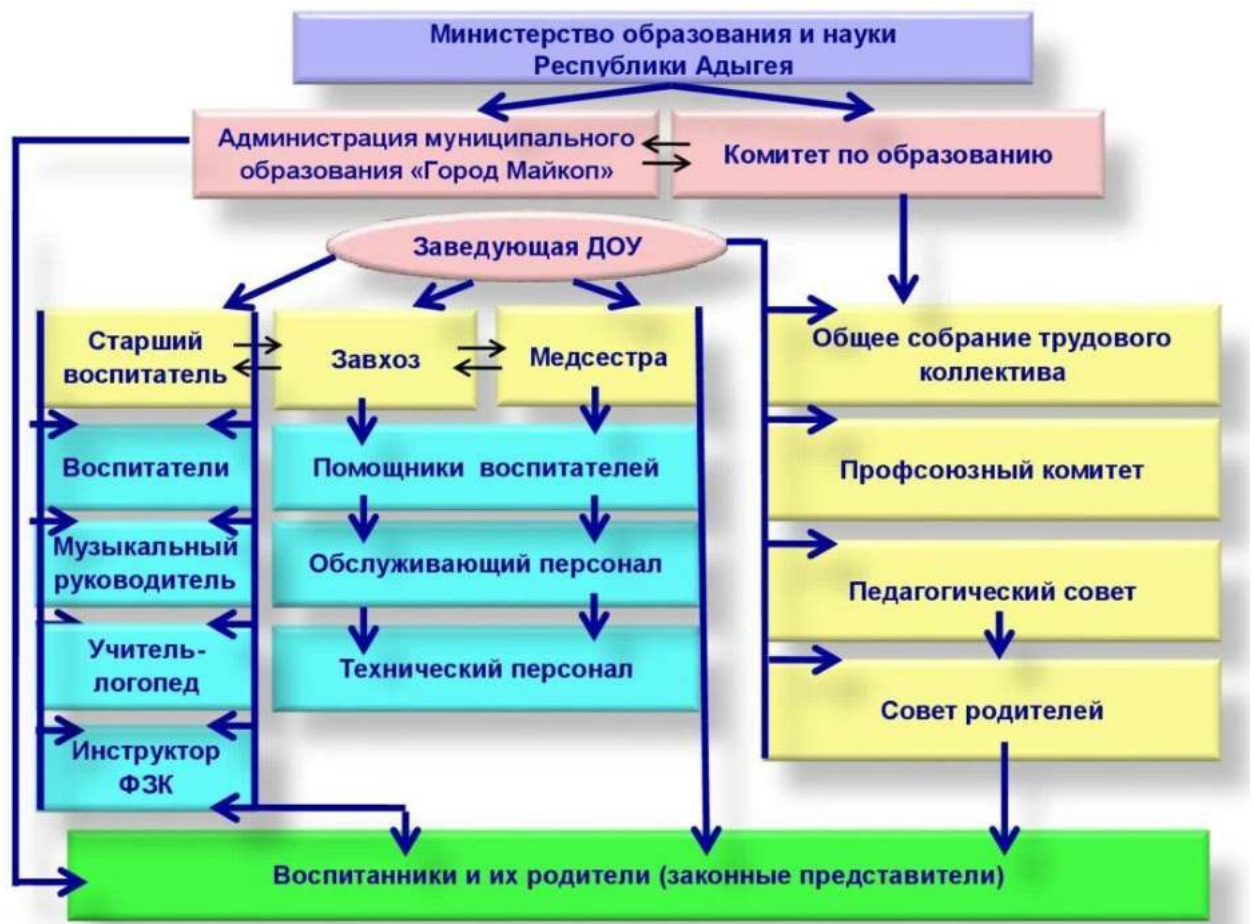 Министерство образования и науки
Республики Адыгея
Администрация муниципального
образования «Город Майкоп»
Комитет по образованию
Заведующая ДОУ
Старший
воспитатель
Завхоз
Медсестра
Общее собрание трудового
коллектива
Воспитатели
Помощники воспитателей
Профсоюзный комитет
Музыкальный
руководитель
Обслуживающий персонал
Педагогический совет
Учитель-
логопед
Технический персонал
Совет родителей
Инструктор
ФЗК
Воспитанники и их родители (законные представители)